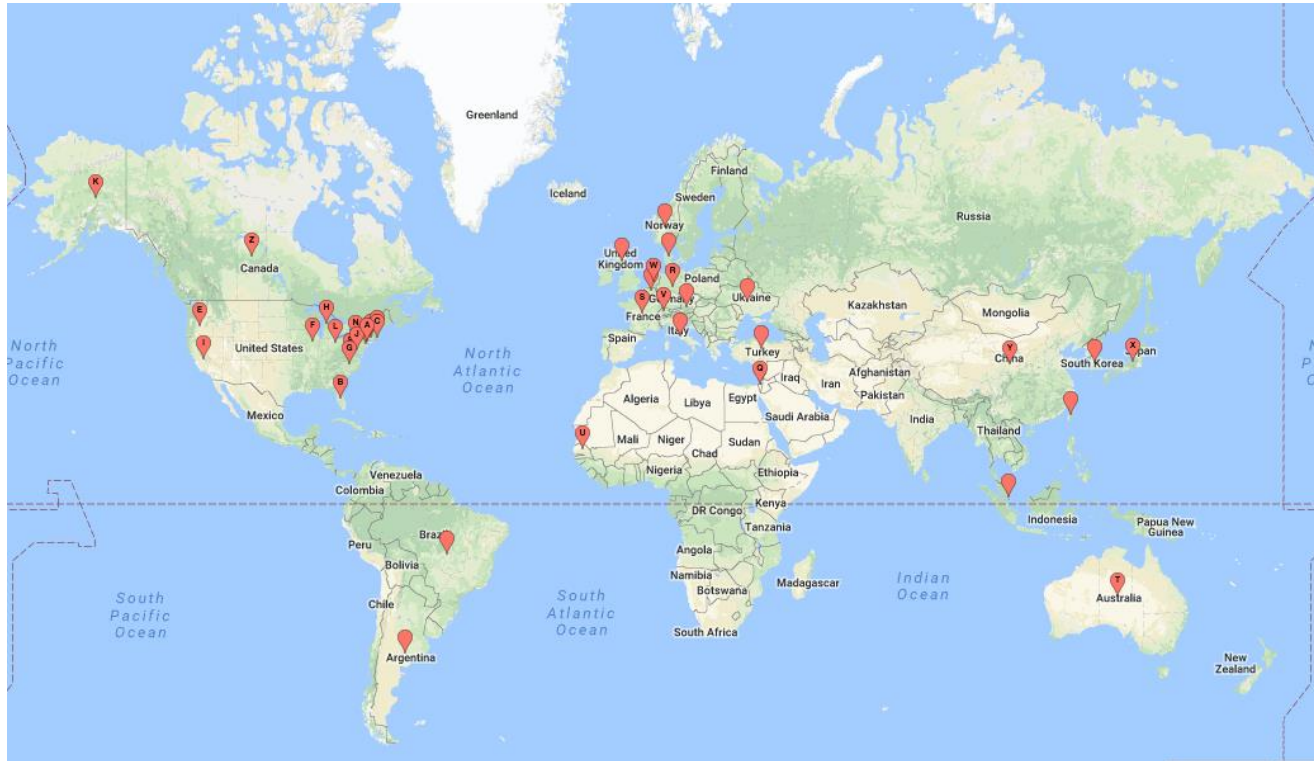 Greenland
Iceland
Finland
Sweden
Norway
Russia
K
Z
Canada
United
Kingdom
W
R
Poland
S
V
Germany
Ukraine
France
Italy
Kazakhstan
Mongolia
E
H
F
L
N
A
C
J
G
I
United States
Spain
Turkey
Q
Y
China
South Korea
X
Japan
North
Pacific
Ocean
North
Atlantic
Ocean
B
Mexico
Algeria
Libya
Egypt
Iraq
Iran
Afghanistan
Pakistan
Saudi Arabia
India
Thailand
U
Mali
Niger
Chad
Sudan
Nigeria
Ethiopia
Venezuela
Colombia
DR Congo
Kenya
Tanzania
Indonesia
Papua New
Guinea
Brazil
Peru
Bolivia
Angola
Namibia
Botswana
Madagascar
Indian
Ocean
T
Australia
Chile
South
Pacific
Ocean
South
Atlantic
Ocean
South Africa
Argentina
New
Zealand